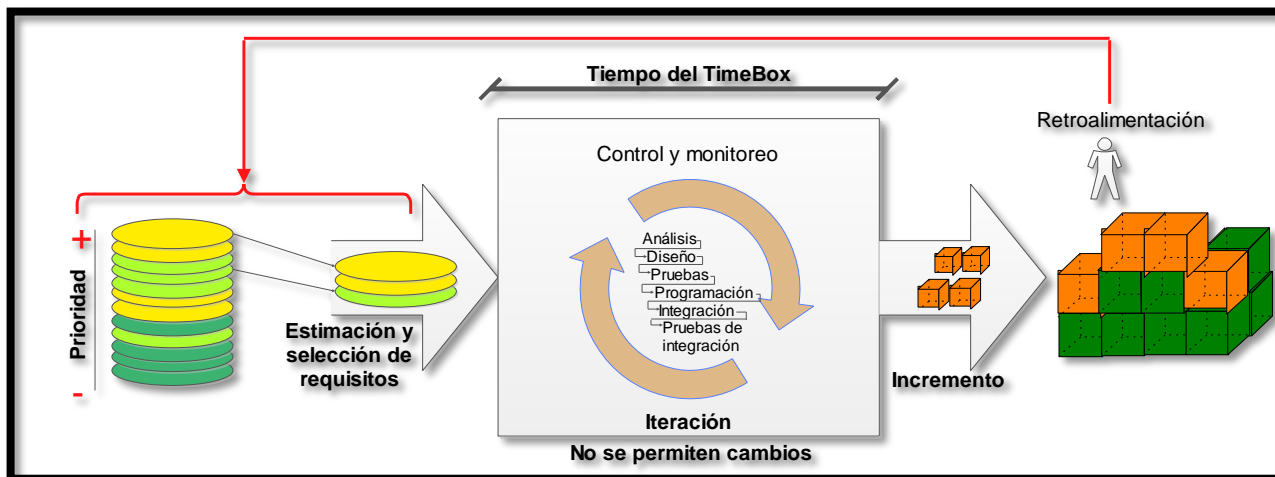 Tiempo del TimeBox
Retroalimentación
Control y monitoreo
+
Prioridad
-
Estimación y
selección de
requisitos
Análisis
Diseño
Pruebas
Programación
Integración
Pruebas de
integración
Iteración
No se permiten cambios
Incremento